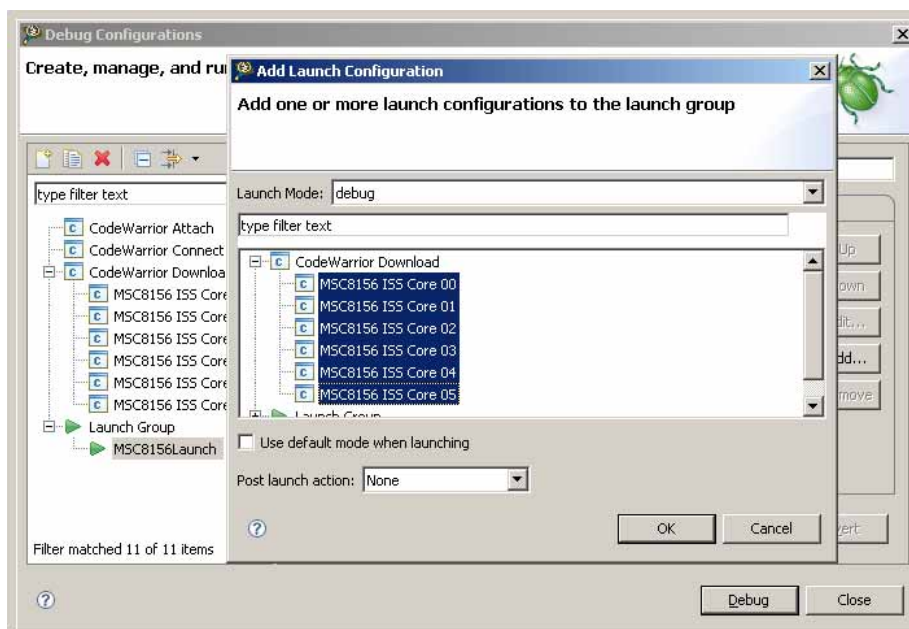 Debug Configurations
Create, manage, and ru
Add Launch Configuration
Add one or more launch configurations to the launch group
type filter text
CodeWarrior Attach
CodeWarrior Connect
CodeWarrior Downloa
MSC8156 ISS Core
MSC8156 ISS Core
MSC8156 ISS Core
MSC8156 ISS Core
MSC8156 ISS Core
MSC8156 ISS Core
Launch Group
MSC8156Launch
Filter matched 11 of 11 items
Launch Mode: debug
type filter text
CodeWarrior Download
MSC8156 ISS Core 00
MSC8156 ISS Core 01
MSC8156 ISS Core 02
MSC8156 ISS Core 03
MSC8156 ISS Core 04
MSC8156 ISS Core 05
Launch Group
Use default mode when launching
Post launch action: None
OK
Cancel
Up
own
dit...
dd...
move
vert
Debug
Close